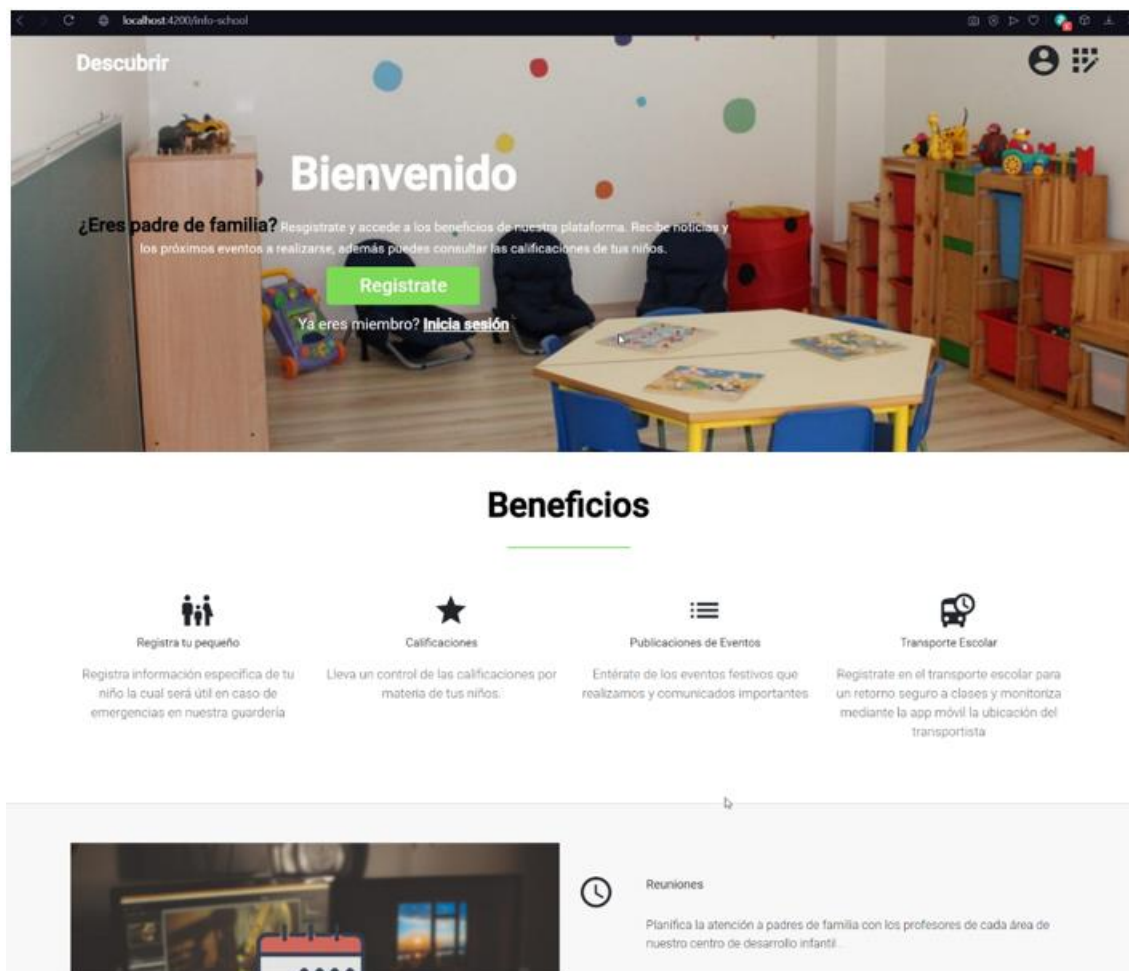 localhost:4200/info-school
Descubrir
Bienvenido
¿Eres padre de familia? Resgistrate y accede a los beneficios de nuestra plataforma. Recibe noticias y
los próximos eventos a realizarse, además puedes consultar las calificaciones de tus niños.
Registrate
Ya eres miembro? Inicia sesión
Beneficios
Registra tu pequeño
Registra información específica de tu
niño la cual será útil en caso de
emergencias en nuestra guardería
Calificaciones
Lleva un control de las calificaciones por
materia de tus niños.
Publicaciones de Eventos
Entérate de los eventos festivos que
realizamos y comunicados importantes
Transporte Escolar
Registrate en el transporte escolar para
un retorno seguro a clases y monitoriza
mediante la app móvil la ubicación del
transportista
Reuniones
Planifica la atención a padres de familia con los profesores de cada área de
nuestro centro de desarrollo infantil .